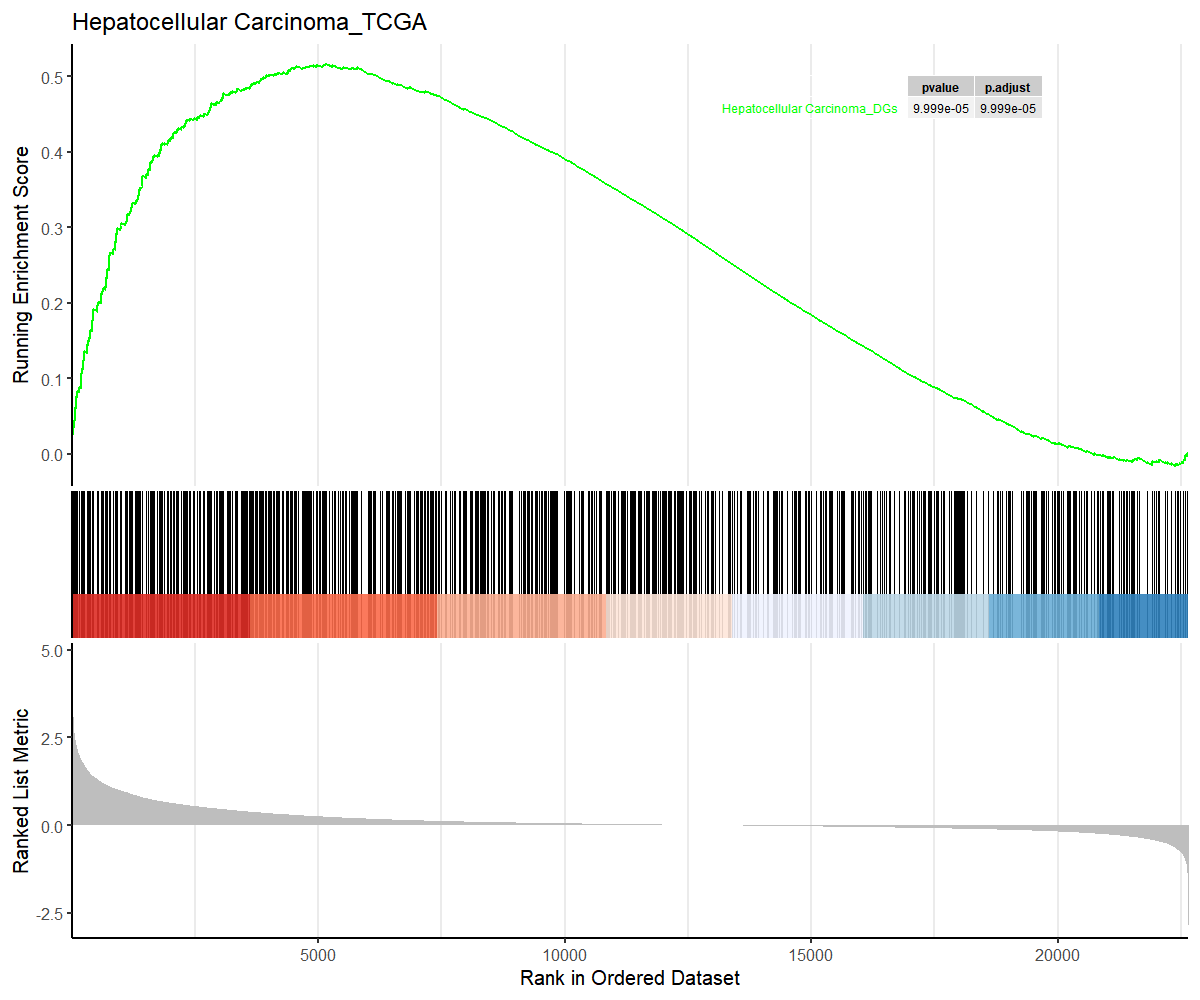 Hepatocellular Carcinoma_TCGA
Running Enrichment Score
0.5
0.4
0.3
0.2
0.1
0.0
pvalue p.adjust
Hepatocellular Carcinoma_DGs 9.999e-05 9.999e-05
Ranked List Metric
5.0
2.5
0.0
-2.5
5000 10000 15000 20000
Rank in Ordered Dataset